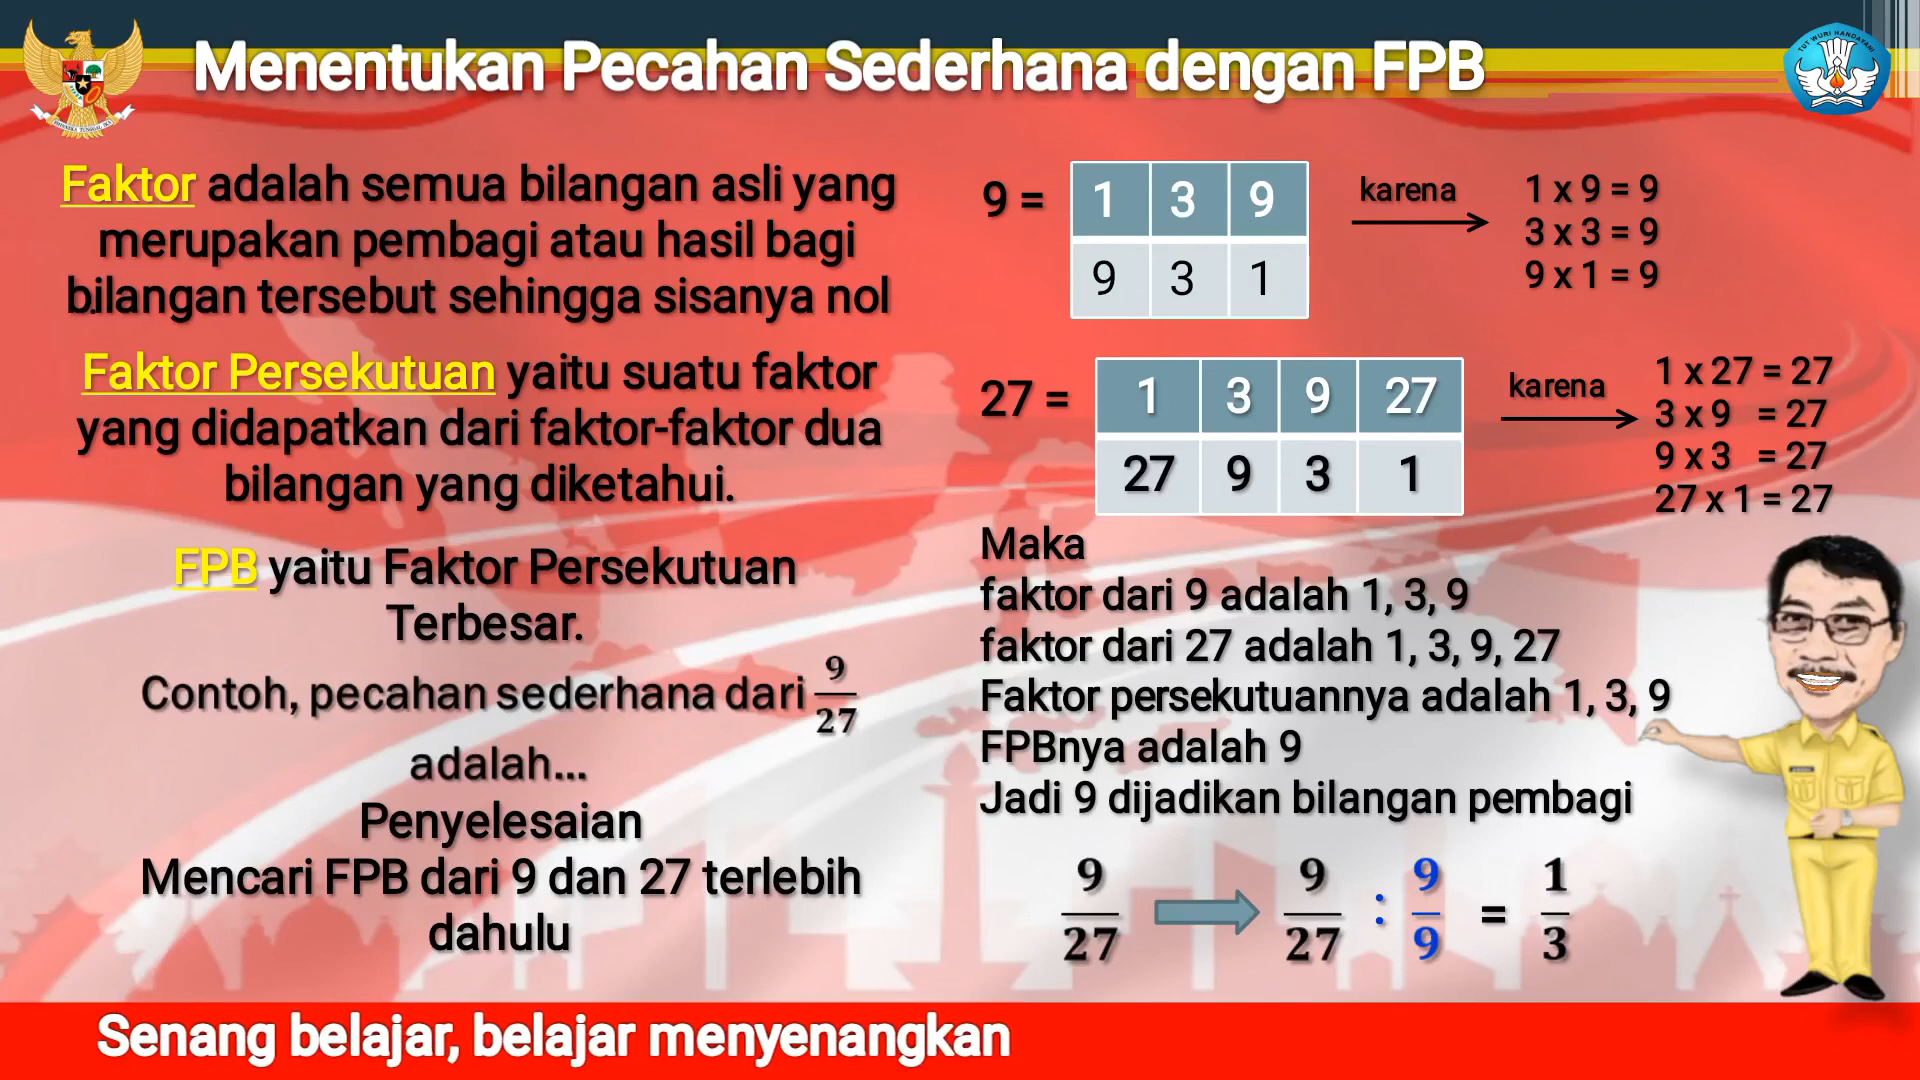 Menentukan Pecahan Sederhana dengan FPB
TUT WURI HANDAYANI
Faktor adalah semua bilangan asli yang
merupakan pembagi atau hasil bagi
bilangan tersebut sehingga sisanya nol
Faktor Persekutuan yaitu suatu faktor
yang didapatkan dari faktor-faktor dua
bilangan yang diketahui.
FPB yaitu Faktor Persekutuan
Terbesar.
Contoh, pecahan sederhana dari 9/27
adalah...
Penyelesaian
Mencari FPB dari 9 dan 27 terlebih
dahulu
9 = 1 3 9
9 3 1
karena
1 x 9 = 9
3 x 3 = 9
9 x 1 = 9
27 = 1 3 9 27
27 9 3 1
karena
1 x 27 = 27
3 x 9 = 27
9 x 3 = 27
27 x 1 = 27
Maka
faktor dari 9 adalah 1, 3, 9
faktor dari 27 adalah 1, 3, 9, 27
Faktor persekutuannya adalah 1, 3, 9
FPBnya adalah 9
Jadi 9 dijadikan bilangan pembagi
9/27 9/27 : 9/9 = 1/3
Senang belajar, belajar menyenangkan